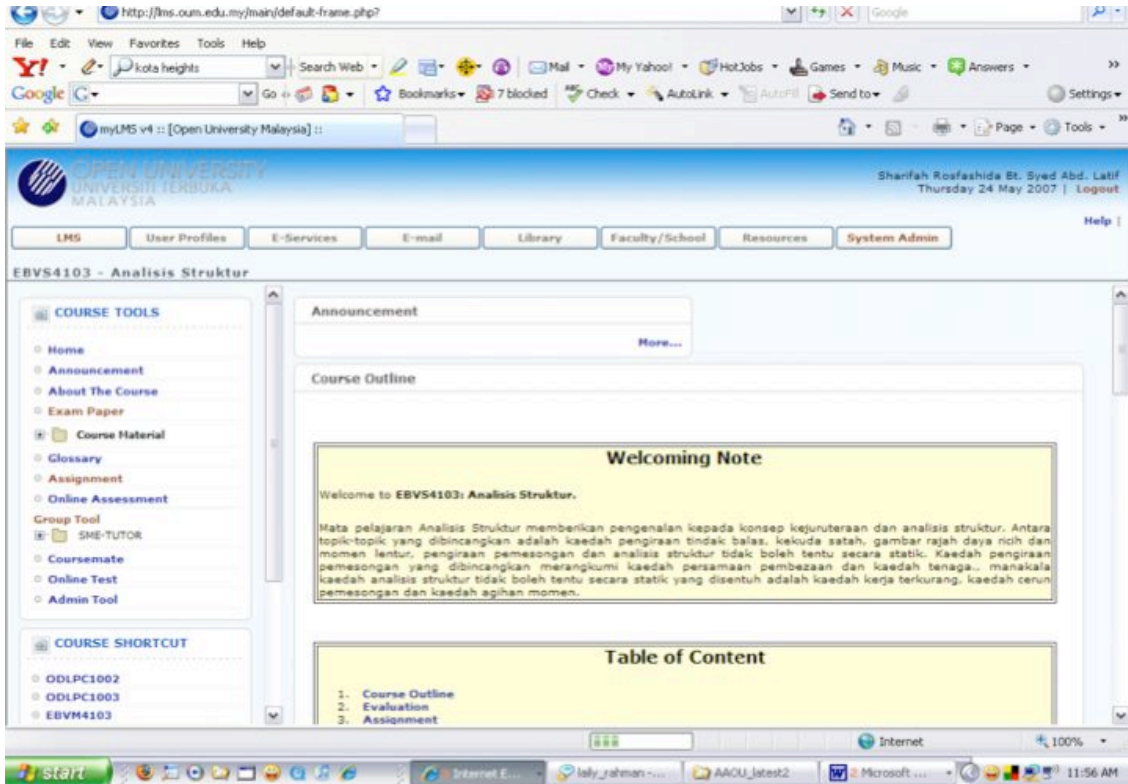 http://lms.oum.edu.my/main/default-frame.php?
Google
File Edit View Favorites Tools Help
Y! kota heights Search Web Mail My Yahoo! HotJobs Games Music Answers
Google G Go Bookmarks 7 blocked Check AutoLink AutoFill Send to Settings
myLMS v4 :: [Open University Malaysia] :: Page Tools
OPEN UNIVERSITY
UNIVERSITI TERBUKA
MALAYSIA
Sharifah Rosfashida Bt. Syed Abd. Latif
Thursday 24 May 2007 | Logout
Help |
LMS User Profiles E-Services E-mail Library Faculty/School Resources System Admin
EBVS4103 - Analisis Struktur
COURSE TOOLS
Home
Announcement
About The Course
Exam Paper
Course Material
Glossary
Assignment
Online Assessment
Group Tool
SME-TUTOR
Coursemate
Online Test
Admin Tool
COURSE SHORTCUT
ODLPC1002
ODLPC1003
EBVM4103
Announcement
More...
Course Outline
Welcoming Note
Welcome to EBVS4103: Analisis Struktur.
Mata pelajaran Analisis Struktur memberikan pengenalan kepada konsep kejuruteraan dan analisis struktur. Antara
topik-topik yang dibincangkan adalah kaedah pengiraan tindak balas, kekuda satah, gambar rajah daya ricih dan
momen lentur, pengiraan pemesongan dan analisis struktur tidak boleh tentu secara statik. Kaedah pengiraan
pemesongan yang dibincangkan merangkumi kaedah persamaan pembezaan dan kaedah tenaga., manakala
kaedah analisis struktur tidak boleh tentu secara statik yang disentuh adalah kaedah kerja terkurang, kaedah cerun
pemesongan dan kaedah agihan momen.
Table of Content
1. Course Outline
2. Evaluation
3. Assignment
Internet 100%
start Internet E... laily_rahman -... AAOU_latest2 2 Microsoft ... 11:56 AM